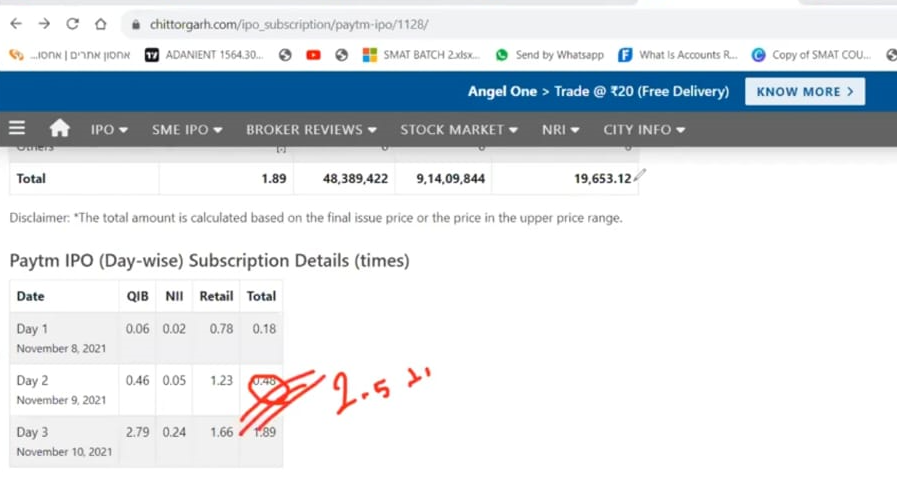 chittorgarh.com/ipo_subscription/paytm-ipo/1128/
...אחסון אתרים | אחסו
17 ADANIENT 1564.30...
SMAT BATCH 2.xlsx...
Send by Whatsapp
F What Is Accounts R...
C Copy of SMAT COU...
Angel One > Trade @ ₹20 (Free Delivery) KNOW MORE >
IPO SME IPO BROKER REVIEWS STOCK MARKET NRI CITY INFO
Others [.] 0 0 0
Total 1.89 48,389,422 9,14,09,844 19,653.12
Disclaimer: *The total amount is calculated based on the final issue price or the price in the upper price range.
Paytm IPO (Day-wise) Subscription Details (times)
Date QIB NII Retail Total
Day 1 0.06 0.02 0.78 0.18
November 8, 2021
Day 2 0.46 0.05 1.23 0.48
November 9, 2021
2.5
Day 3 2.79 0.24 1.66 1.89
November 10, 2021